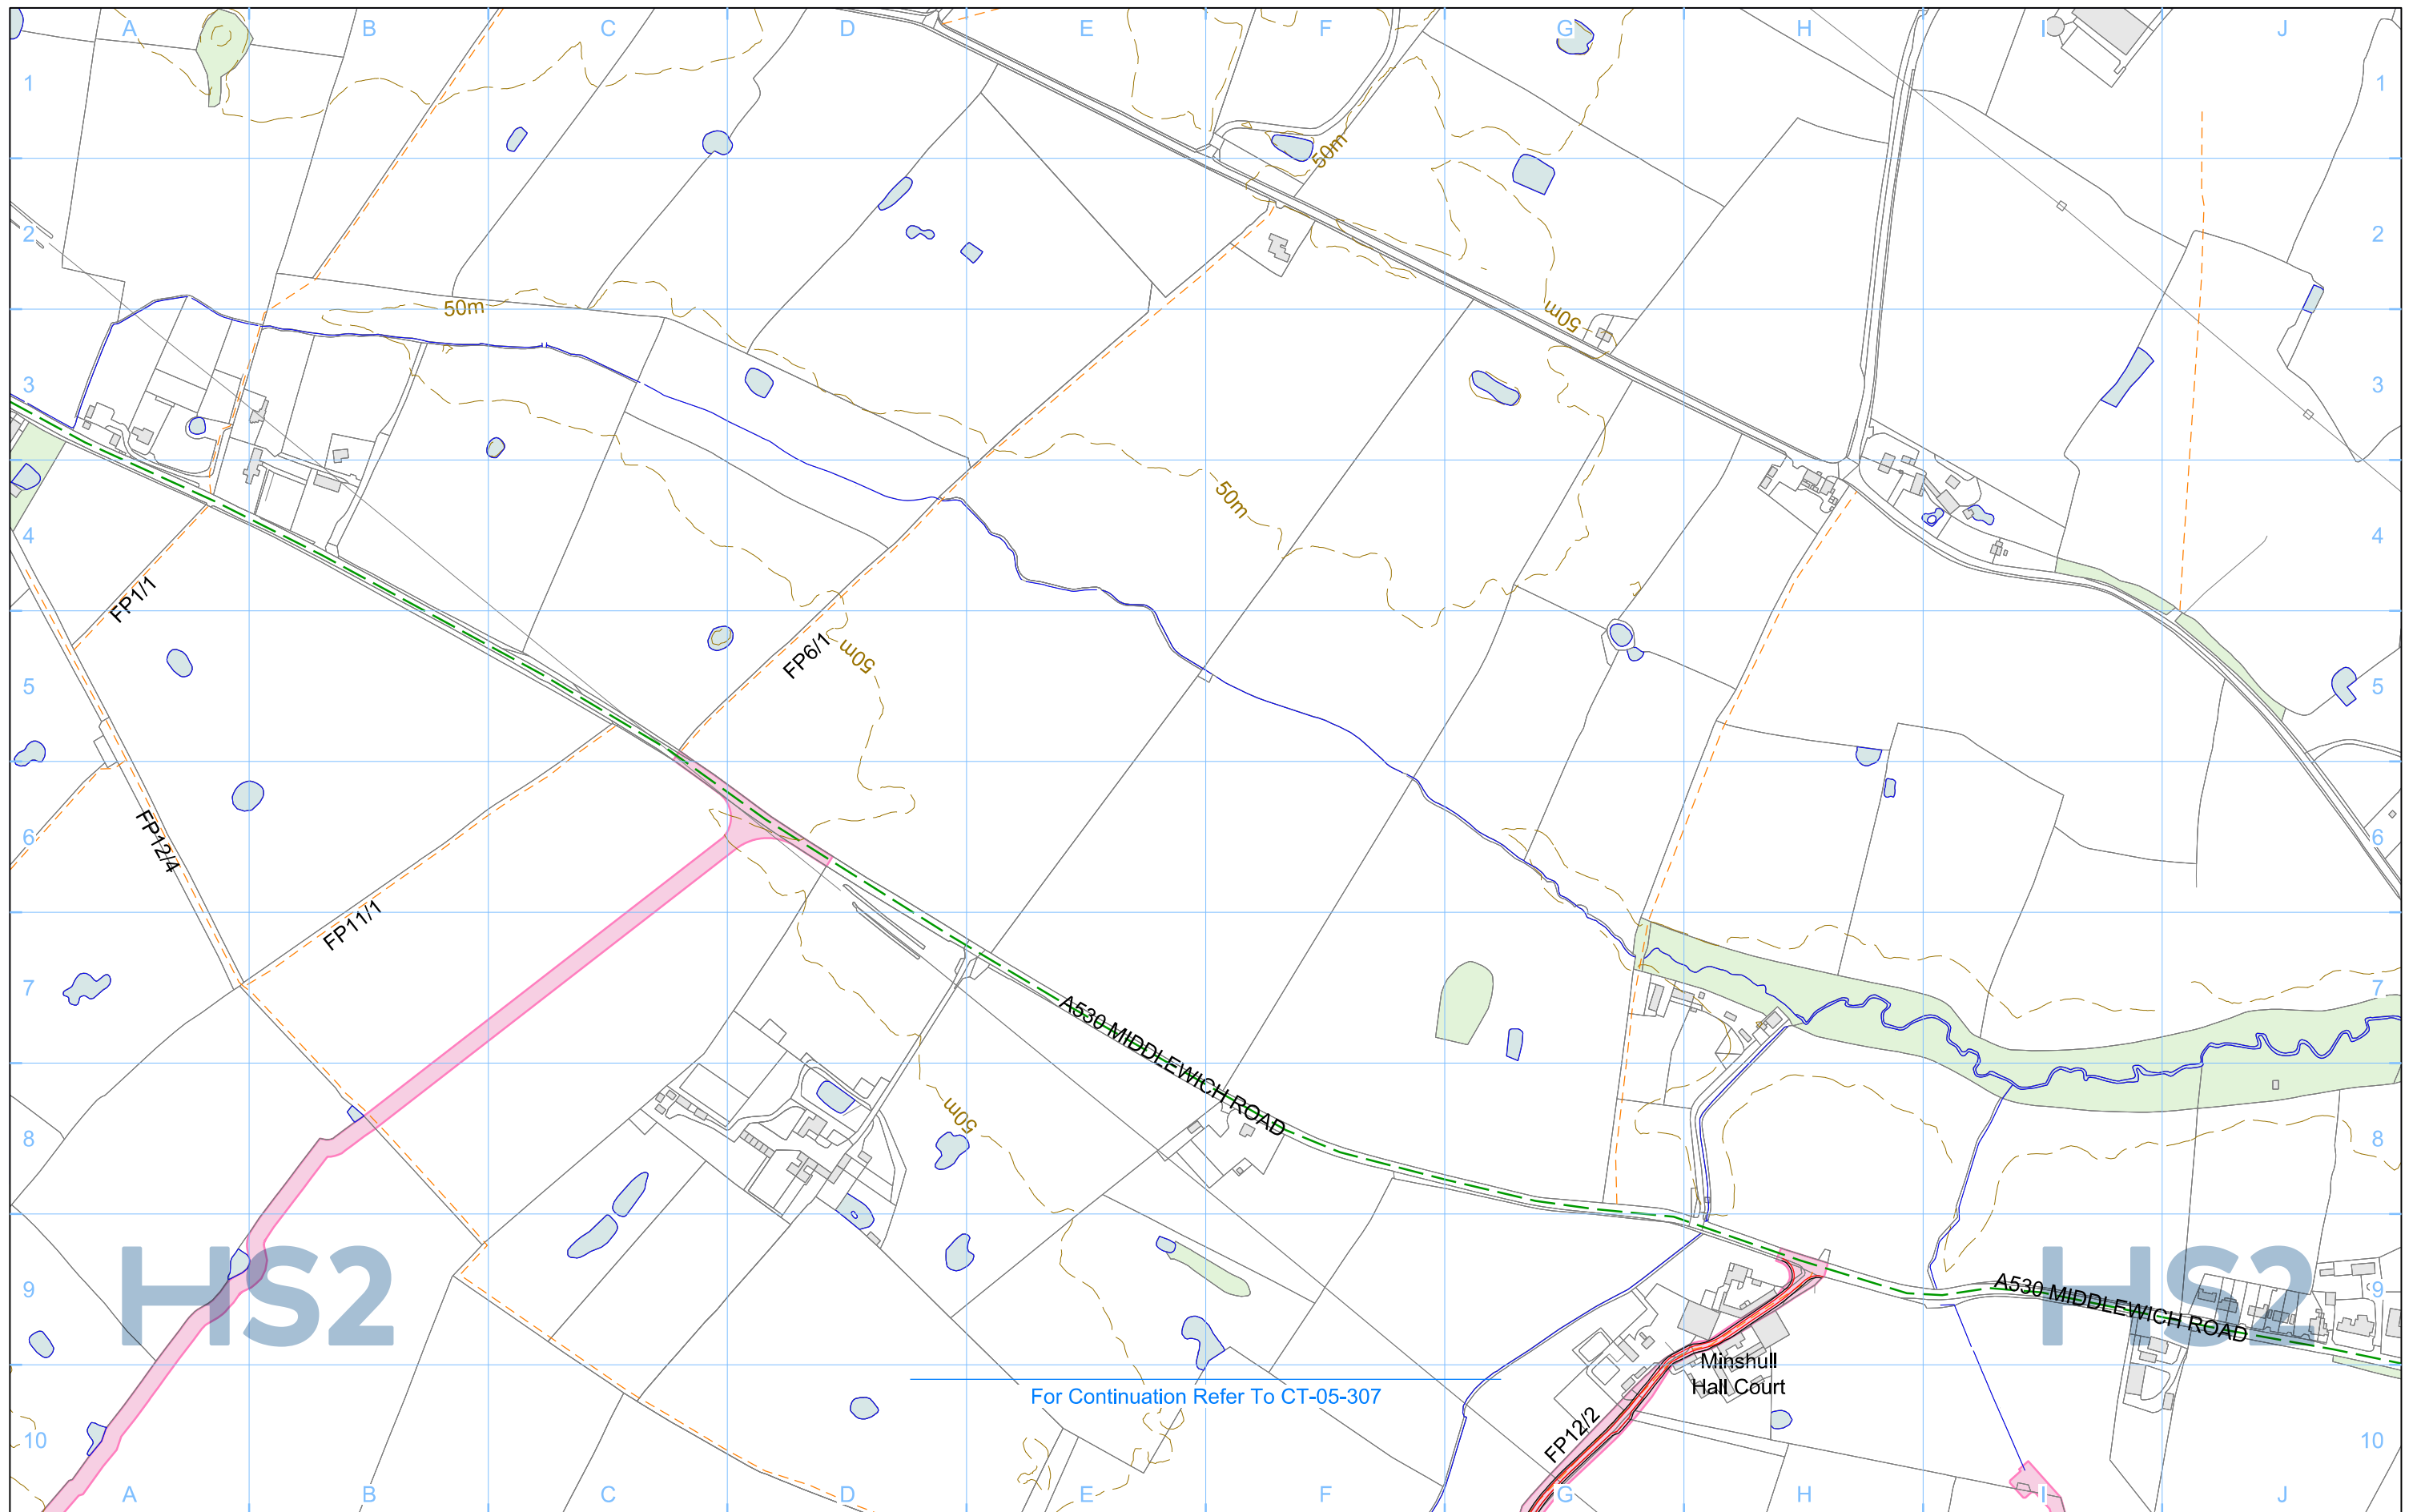 A B C D E F G H I J
1 1
50m
2 2
50m
50m
3 3
50m
4 4
FP1/1
FP6/1
50m
5 5
FP12/4
6 6
FP11/1
7 7
A530 MIDDLEWICH ROAD
50m
8 8
HS2 HS2
9 9
A530 MIDDLEWICH ROAD
Minshull
Hall Court
For Continuation Refer To CT-05-307
FP12/2
10 10
A B C D E F G H I J